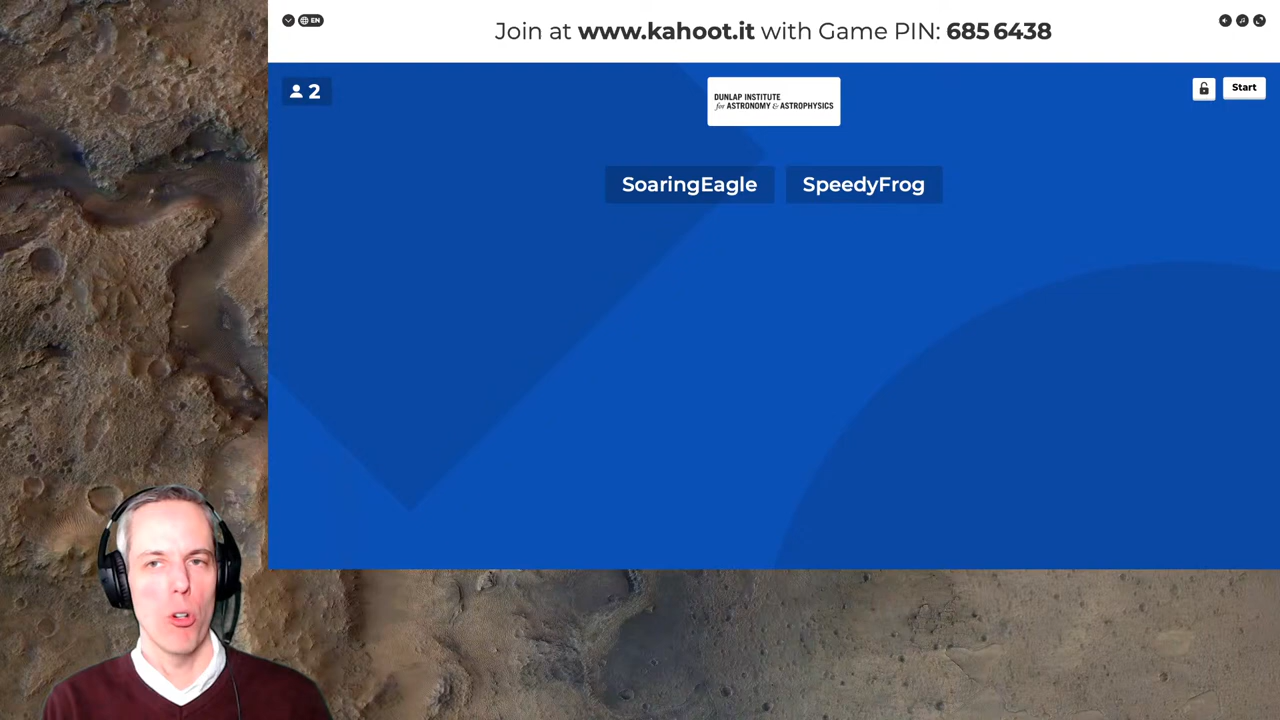 EN
Join at www.kahoot.it with Game PIN: 685 6438
2
DUNLAP INSTITUTE
for ASTRONOMY & ASTROPHYSICS
Start
SoaringEagle
SpeedyFrog